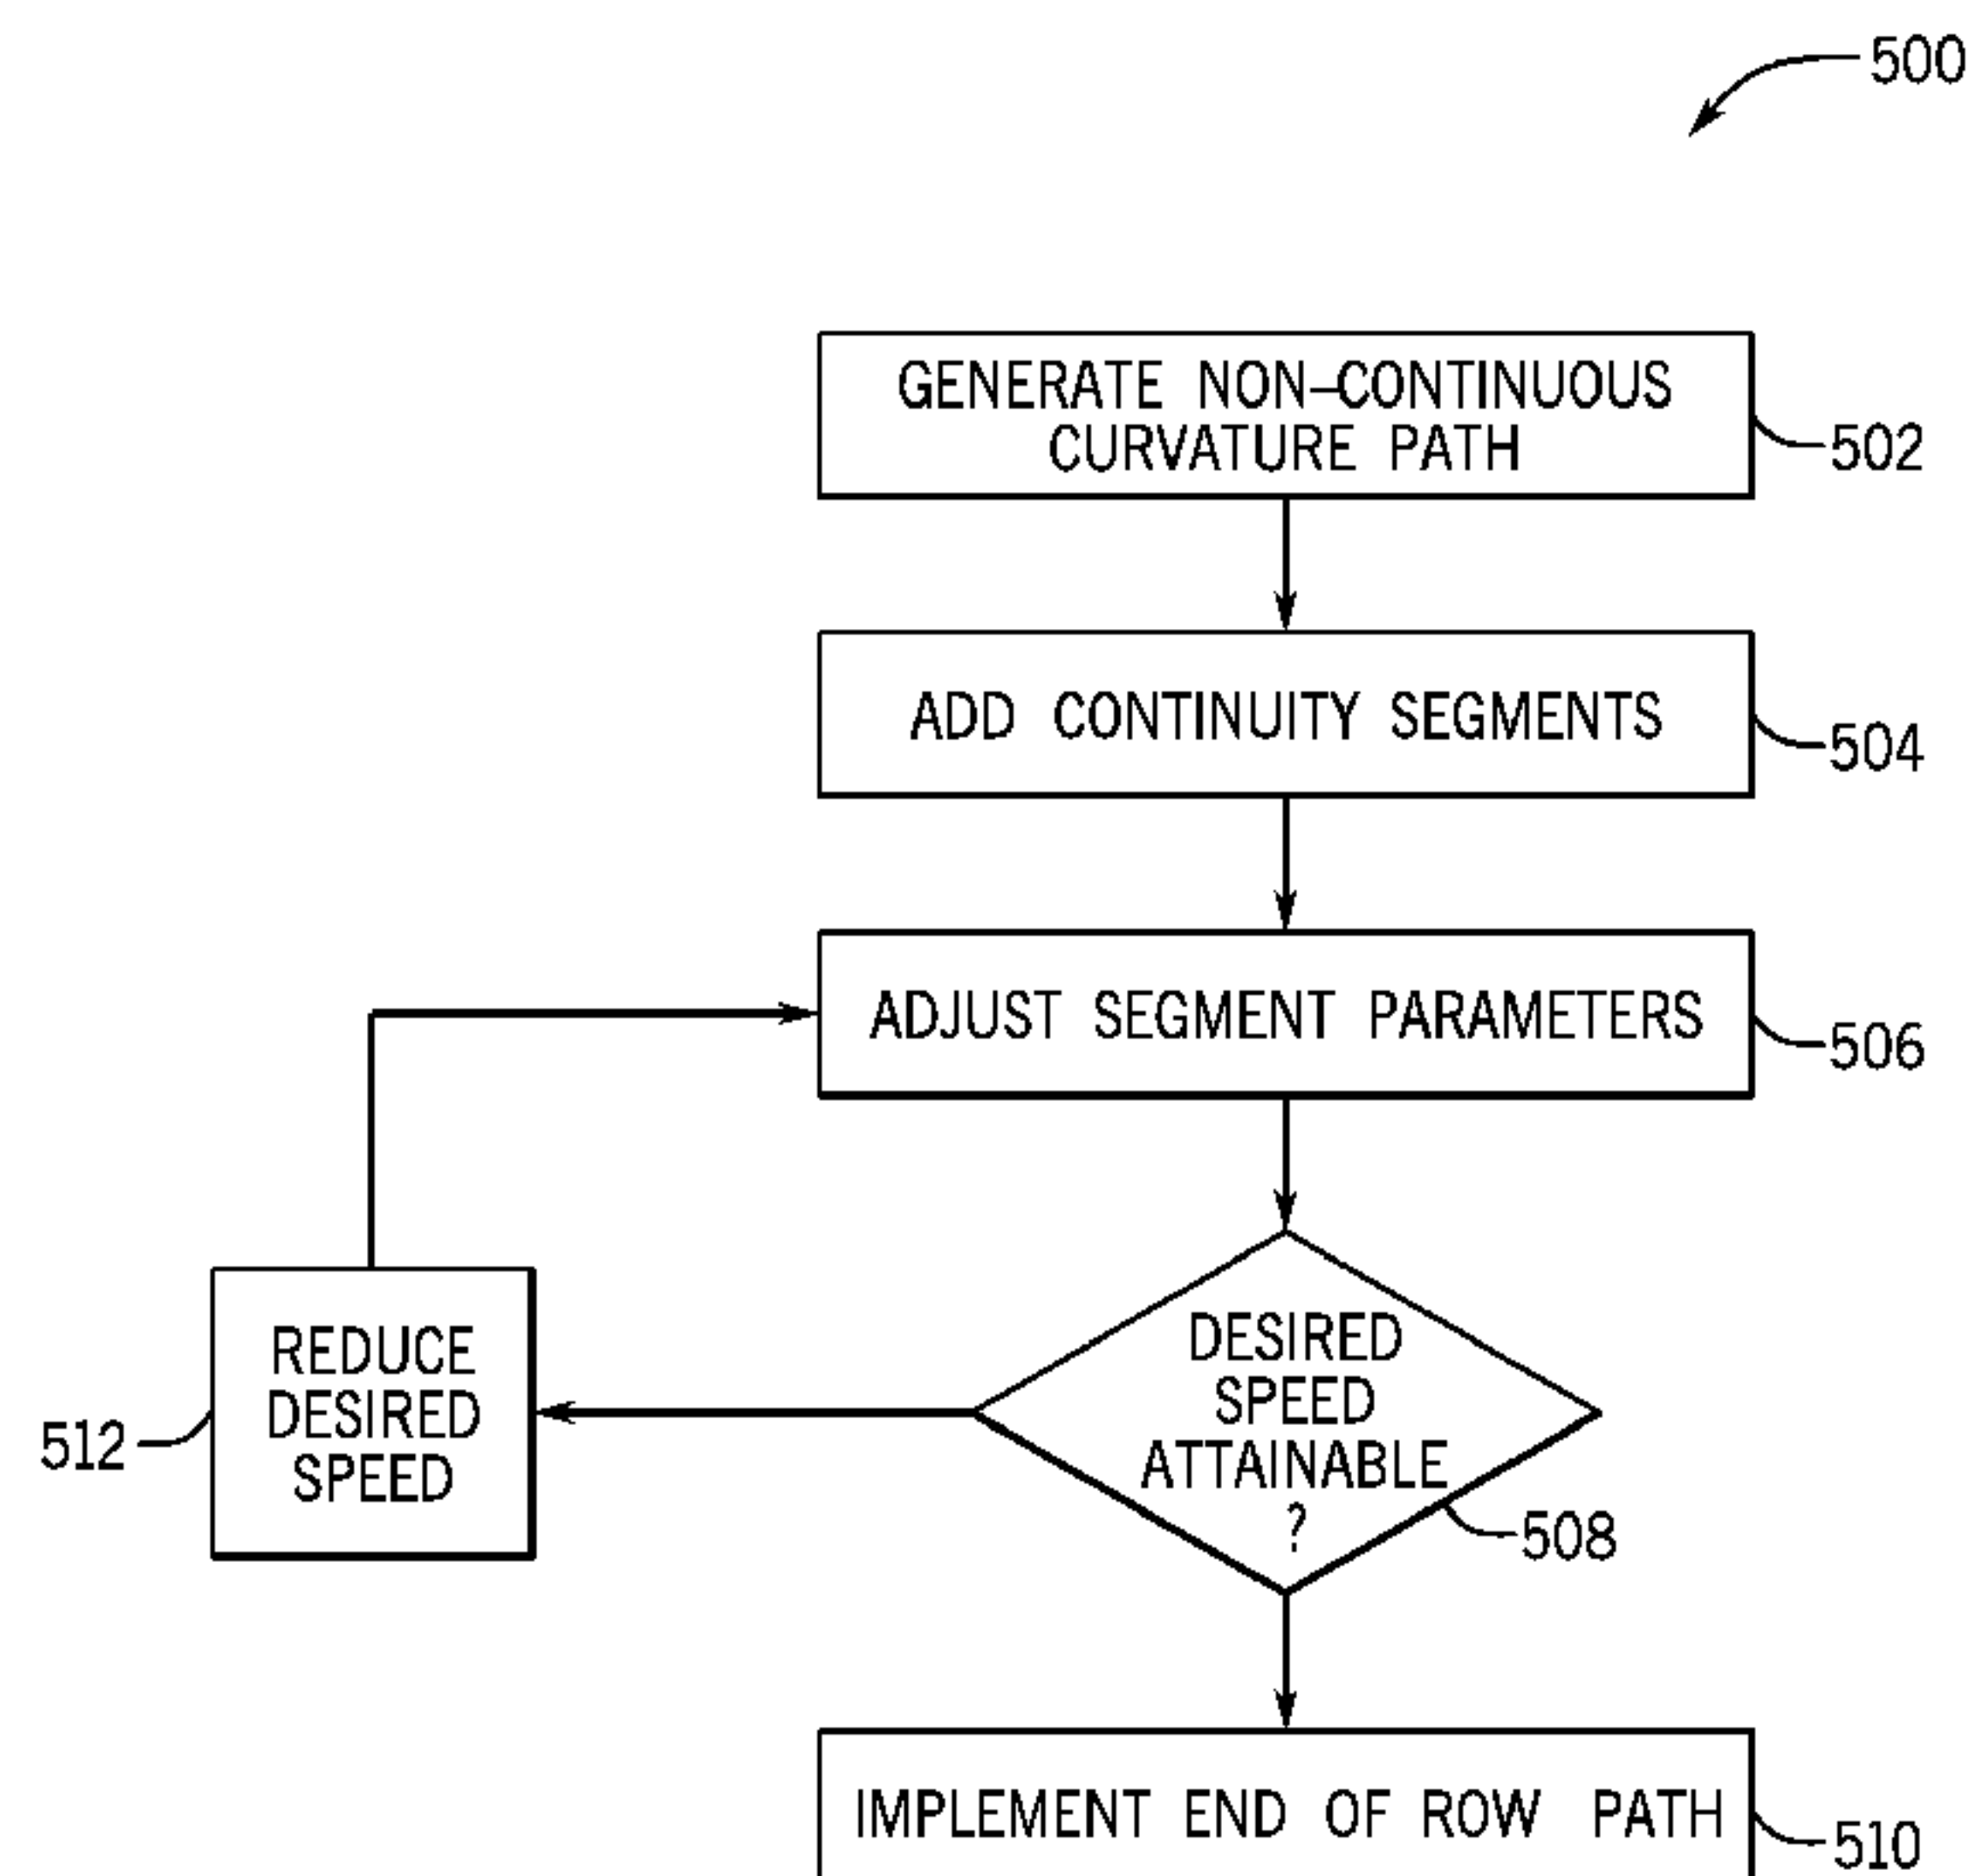 500
GENERATE NON-CONTINUOUS
CURVATURE PATH
502
ADD CONTINUITY SEGMENTS
504
ADJUST SEGMENT PARAMETERS
506
DESIRED
SPEED
ATTAINABLE
?
508
REDUCE
DESIRED
SPEED
512
IMPLEMENT END OF ROW PATH
510